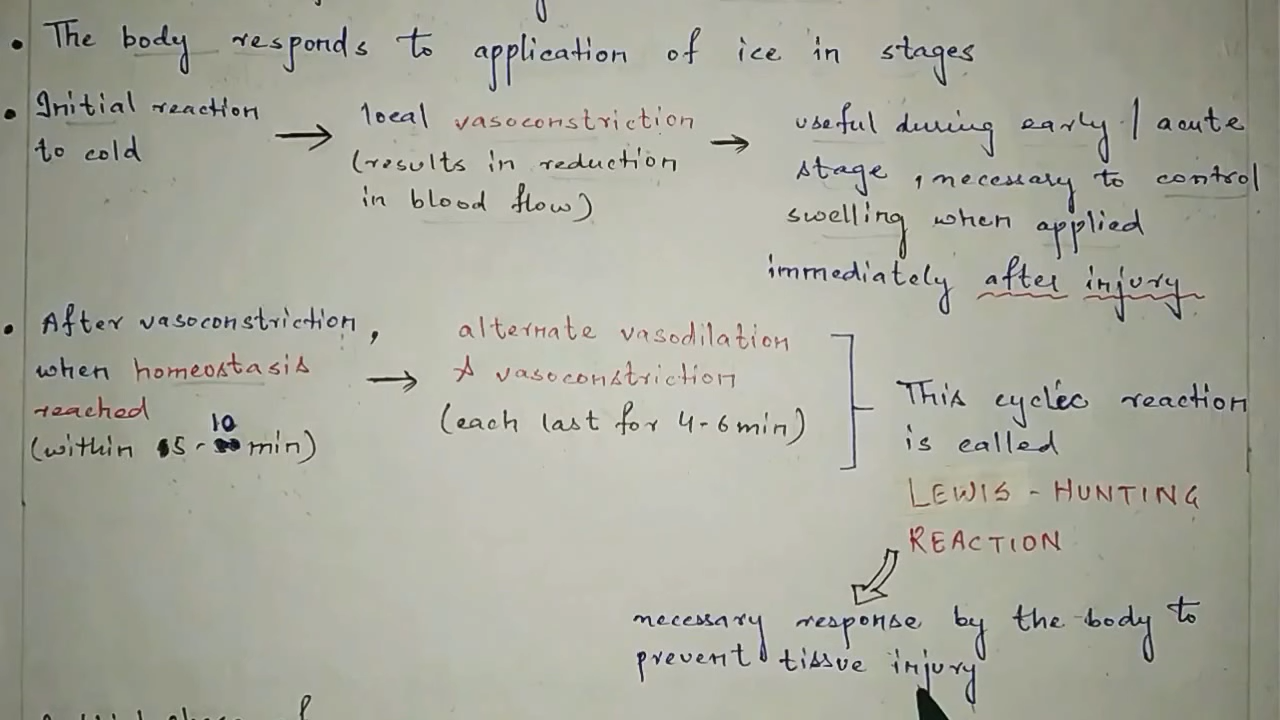 • The body responds to application of ice in stages
• Initial reaction
to cold
→ local vasoconstriction
(results in reduction
in blood flow)
→ useful during early / acute
stage, necessary to control
swelling when applied
immediately after injury
• After vasoconstriction,
when homeostasis
reached
(within 5-10 min)
→ alternate vasodilation
& vasoconstriction
(each last for 4-6 min)
This cyclic reaction
is called
LEWIS - HUNTING
REACTION
necessary response by the body to
prevent tissue injury